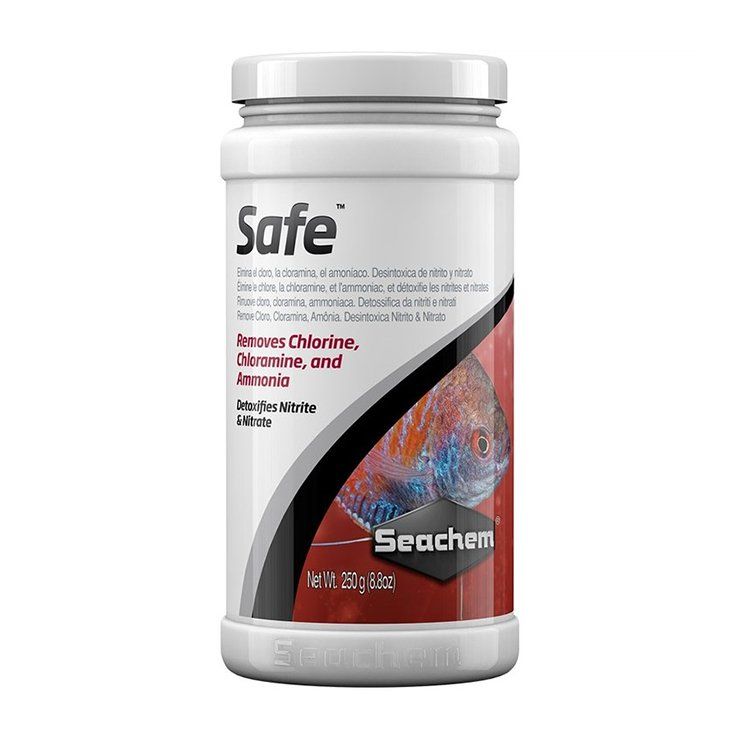 Safe™
Elimina el cloro, la cloramina, el amoníaco. Desintoxica de nitrito y nitrato
Élimine le chlore, la chloramine, et l'ammoniac, et détoxifie les nitrites et nitrates
Rimuove cloro, cloramina, ammoniaca. Detossifica da nitriti e nitrati
Remove Cloro, Cloramina, Amônia. Desintoxica Nitrito & Nitrato
Removes Chlorine,
Chloramine, and
Ammonia
Detoxifies Nitrite
& Nitrate
Seachem®
Net Wt. 250 g (8.8oz)
Seachem